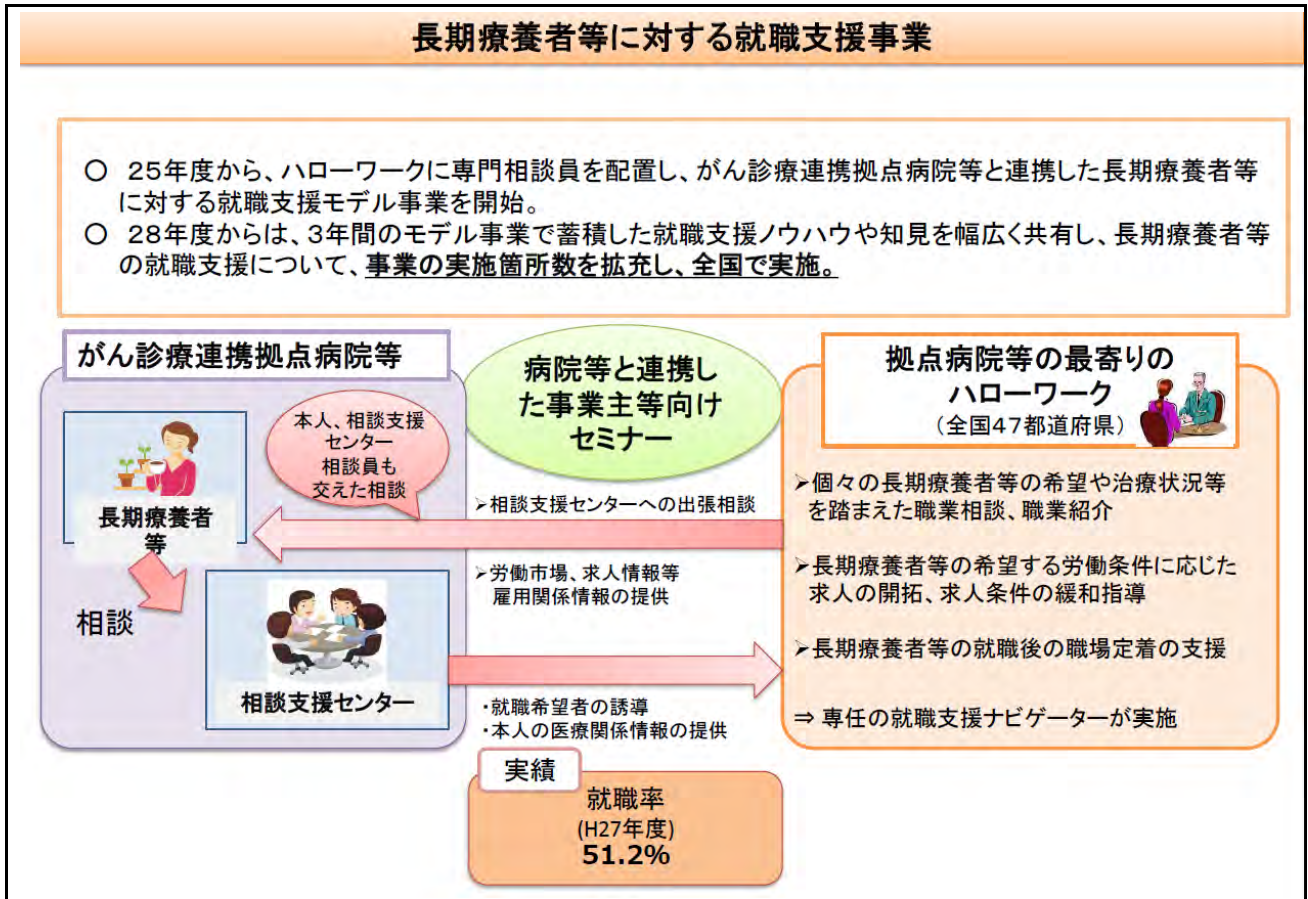 長期療養者等に対する就職支援事業
○ 25年度から、ハローワークに専門相談員を配置し、がん診療連携拠点病院等と連携した長期療養者等
に対する就職支援モデル事業を開始。
○ 28年度からは、3年間のモデル事業で蓄積した就職支援ノウハウや知見を幅広く共有し、長期療養者等
の就職支援について、事業の実施箇所数を拡充し、全国で実施。
がん診療連携拠点病院等
本人、相談支援
センター
相談員も
交えた相談
長期療養者
等
相談
相談支援センター
病院等と連携し
た事業主等向け
セミナー
➢相談支援センターへの出張相談
➢労働市場、求人情報等
雇用関係情報の提供
・就職希望者の誘導
・本人の医療関係情報の提供
拠点病院等の最寄りの
ハローワーク
（全国47都道府県）
➢個々の長期療養者等の希望や治療状況等
を踏まえた職業相談、職業紹介
➢長期療養者等の希望する労働条件に応じた
求人の開拓、求人条件の緩和指導
➢長期療養者等の就職後の職場定着の支援
⇒ 専任の就職支援ナビゲーターが実施
実績
就職率
(H27年度)
51.2%